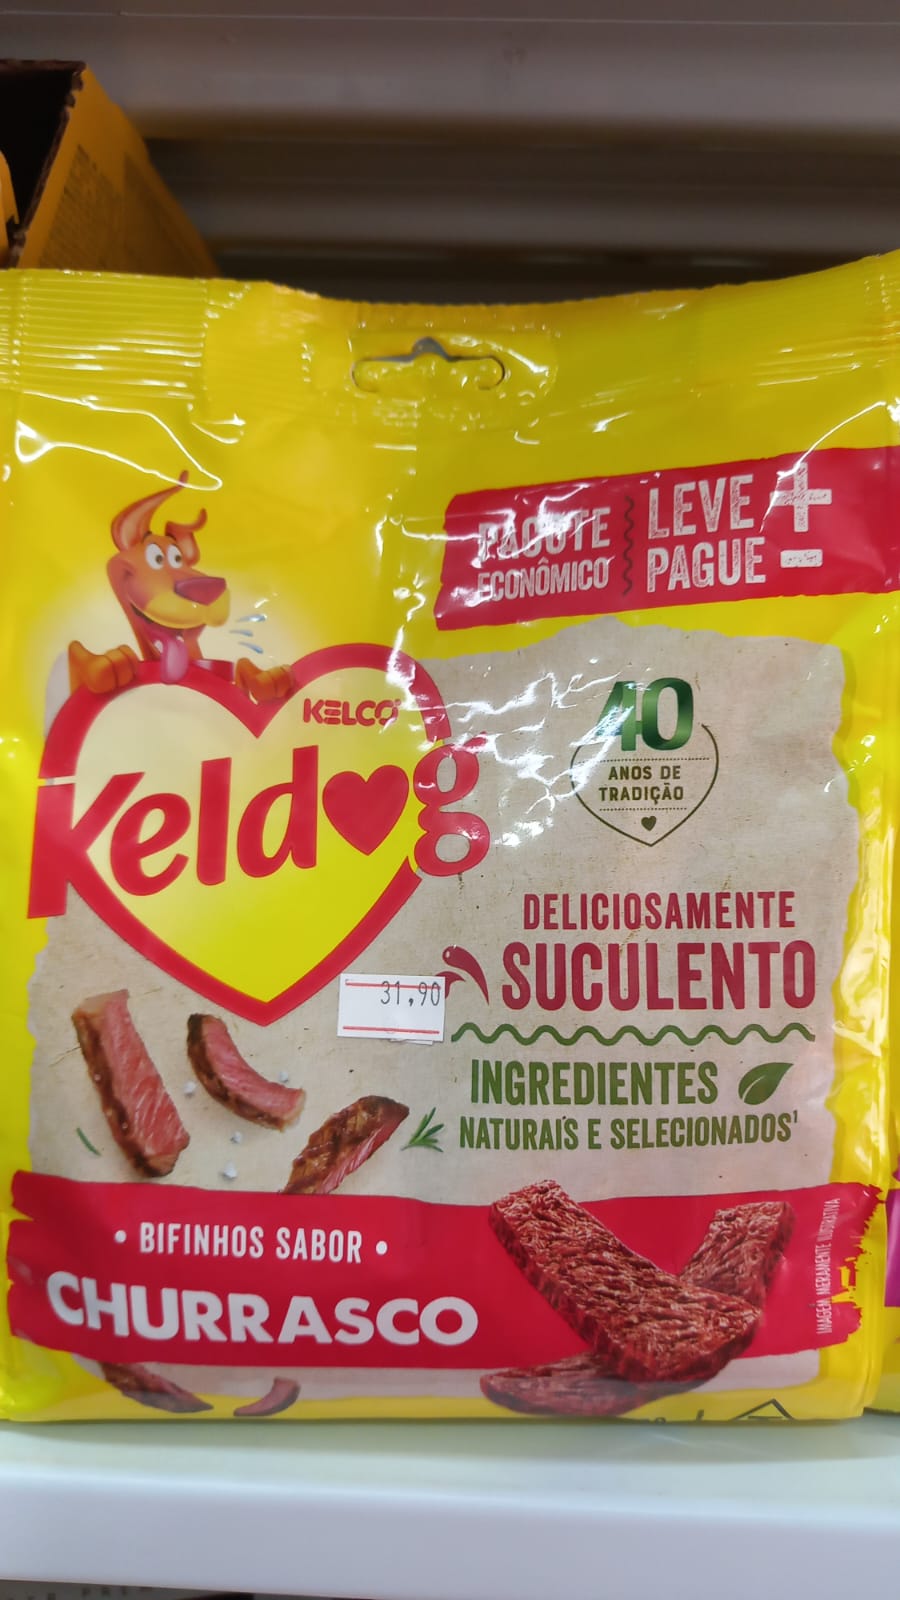 PACOTE
ECONÔMICO
LEVE +
PAGUE -
KELCO
Keldog
40
ANOS DE
TRADIÇÃO
DELICIOSAMENTE
SUCULENTO
31,90
INGREDIENTES
NATURAIS E SELECIONADOS¹
• BIFINHOS SABOR •
CHURRASCO
IMAGEM MERAMENTE ILUSTRATIVA